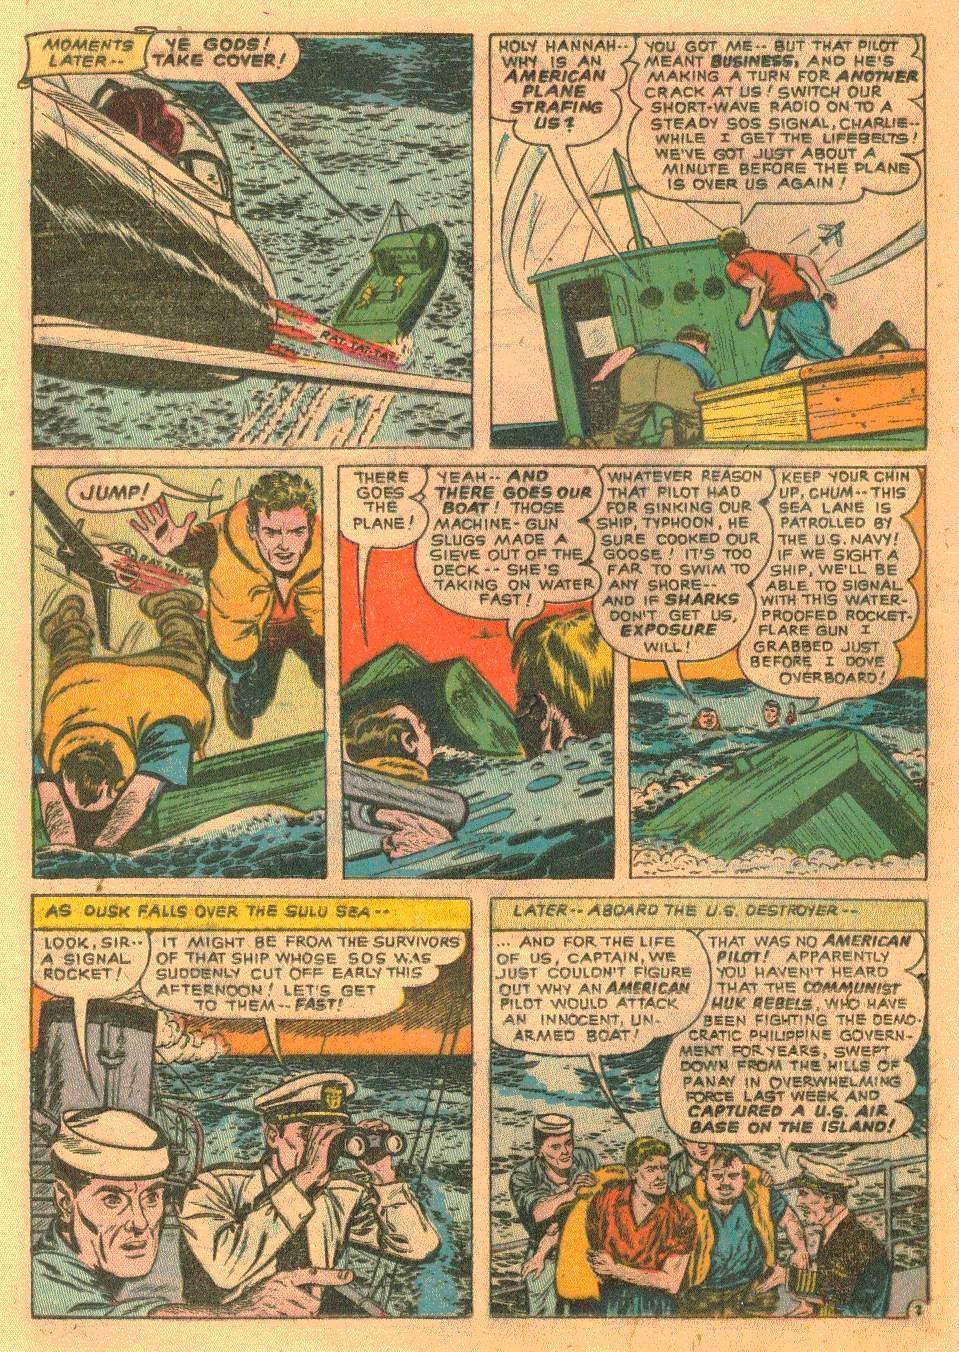 MOMENTS
LATER--
YE GODS!
TAKE COVER!
RAT-TAT-TAT
HOLY HANNAH--
WHY IS AN
AMERICAN
PLANE
STRAFING
US?
YOU GOT ME-- BUT THAT PILOT
MEANT BUSINESS, AND HE'S
MAKING A TURN FOR ANOTHER
CRACK AT US! SWITCH OUR
SHORT-WAVE RADIO ON TO A
STEADY SOS SIGNAL, CHARLIE--
WHILE I GET THE LIFEBELTS!
WE'VE GOT JUST ABOUT A
MINUTE BEFORE THE PLANE
IS OVER US AGAIN!
JUMP!
RAT-TAT-TAT
THERE
GOES
THE
PLANE!
YEAH-- AND
THERE GOES OUR
BOAT! THOSE
MACHINE-GUN
SLUGS MADE A
SIEVE OUT OF THE
DECK-- SHE'S
TAKING ON WATER
FAST!
WHATEVER REASON
THAT PILOT HAD
FOR SINKING OUR
SHIP, TYPHOON, HE
SURE COOKED OUR
GOOSE! IT'S TOO
FAR TO SWIM TO
ANY SHORE--
AND IF SHARKS
DON'T GET US,
EXPOSURE
WILL!
KEEP YOUR CHIN
UP, CHUM-- THIS
SEA LANE IS
PATROLLED BY
THE U.S. NAVY!
IF WE SIGHT A
SHIP, WE'LL BE
ABLE TO SIGNAL
WITH THIS WATER-
PROOFED ROCKET-
FLARE GUN I
GRABBED JUST
BEFORE I DOVE
OVERBOARD!
AS DUSK FALLS OVER THE SULU SEA--
LOOK, SIR--
A SIGNAL
ROCKET!
IT MIGHT BE FROM THE SURVIVORS
OF THAT SHIP WHOSE SOS WAS
SUDDENLY CUT OFF EARLY THIS
AFTERNOON! LET'S GET
TO THEM-- FAST!
LATER-- ABOARD THE U.S. DESTROYER--
... AND FOR THE LIFE
OF US, CAPTAIN, WE
JUST COULDN'T FIGURE
OUT WHY AN AMERICAN
PILOT WOULD ATTACK
AN INNOCENT, UN-
ARMED BOAT!
THAT WAS NO AMERICAN
PILOT! APPARENTLY
YOU HAVEN'T HEARD
THAT THE COMMUNIST
HUK REBELS, WHO HAVE
BEEN FIGHTING THE DEMO-
CRATIC PHILIPPINE GOVERN-
MENT FOR YEARS, SWEPT
DOWN FROM THE HILLS OF
PANAY IN OVERWHELMING
FORCE LAST WEEK AND
CAPTURED A U.S. AIR
BASE ON THE ISLAND!
2